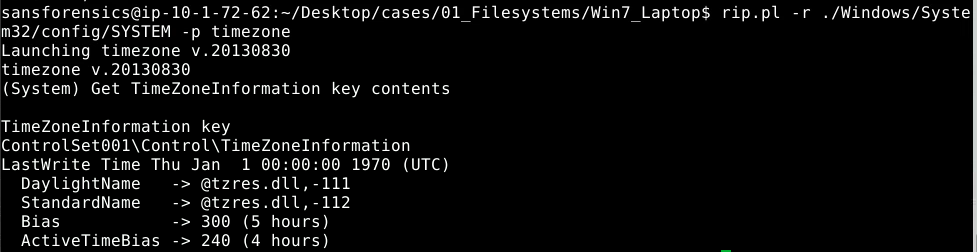 sansforensics@ip-10-1-72-62:~/Desktop/cases/01_Filesystems/Win7_Laptop$ rip.pl -r ./Windows/Syste
m32/config/SYSTEM -p timezone
Launching timezone v.20130830
timezone v.20130830
(System) Get TimeZoneInformation key contents

TimeZoneInformation key
ControlSet001\Control\TimeZoneInformation
LastWrite Time Thu Jan  1 00:00:00 1970 (UTC)
  DaylightName   -> @tzres.dll,-111
  StandardName   -> @tzres.dll,-112
  Bias           -> 300 (5 hours)
  ActiveTimeBias -> 240 (4 hours)